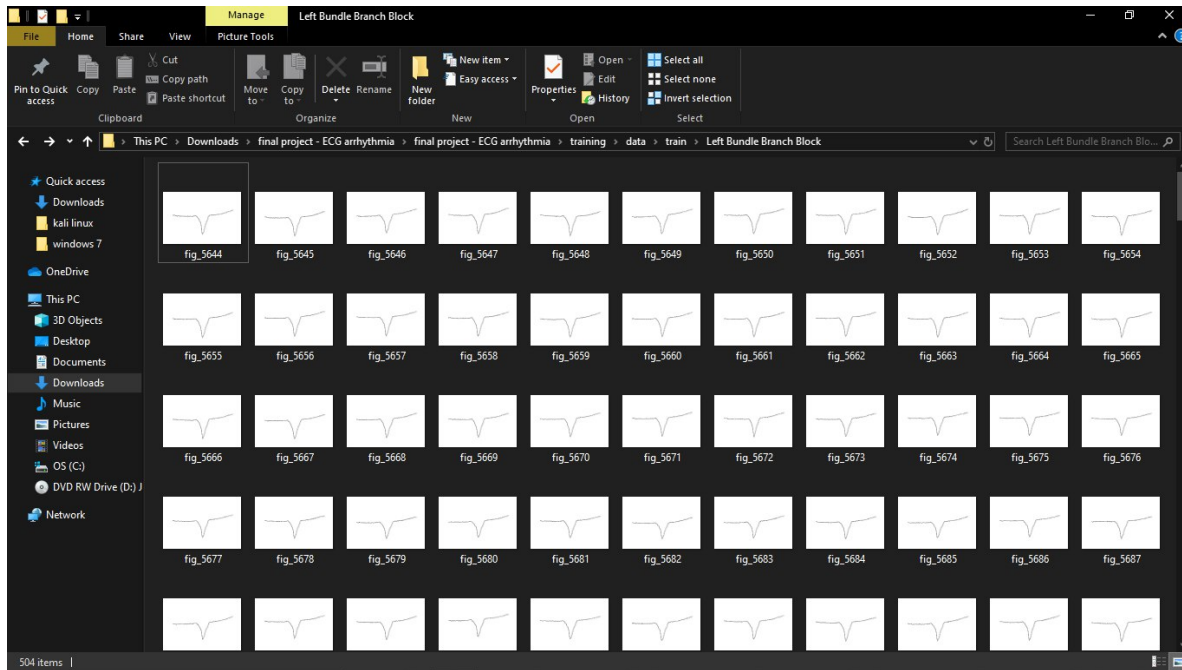 Manage Left Bundle Branch Block
File Home Share View Picture Tools
Pin to Quick access
Copy
Paste
Cut
Copy path
Paste shortcut
Clipboard
Move to
Copy to
Delete
Rename
Organize
New folder
New item
Easy access
New
Properties
Open
Edit
History
Open
Select all
Select none
Invert selection
Select
This PC > Downloads > final project - ECG arrhythmia > final project - ECG arrhythmia > training > data > train > Left Bundle Branch Block
Search Left Bundle Branch Blo...
Quick access
Downloads
kali linux
windows 7
OneDrive
This PC
3D Objects
Desktop
Documents
Downloads
Music
Pictures
Videos
OS (C:)
DVD RW Drive (D:) J
Network
fig_5644 fig_5645 fig_5646 fig_5647 fig_5648 fig_5649 fig_5650 fig_5651 fig_5652 fig_5653 fig_5654
fig_5655 fig_5656 fig_5657 fig_5658 fig_5659 fig_5660 fig_5661 fig_5662 fig_5663 fig_5664 fig_5665
fig_5666 fig_5667 fig_5668 fig_5669 fig_5670 fig_5671 fig_5672 fig_5673 fig_5674 fig_5675 fig_5676
fig_5677 fig_5678 fig_5679 fig_5680 fig_5681 fig_5682 fig_5683 fig_5684 fig_5685 fig_5686 fig_5687
504 items